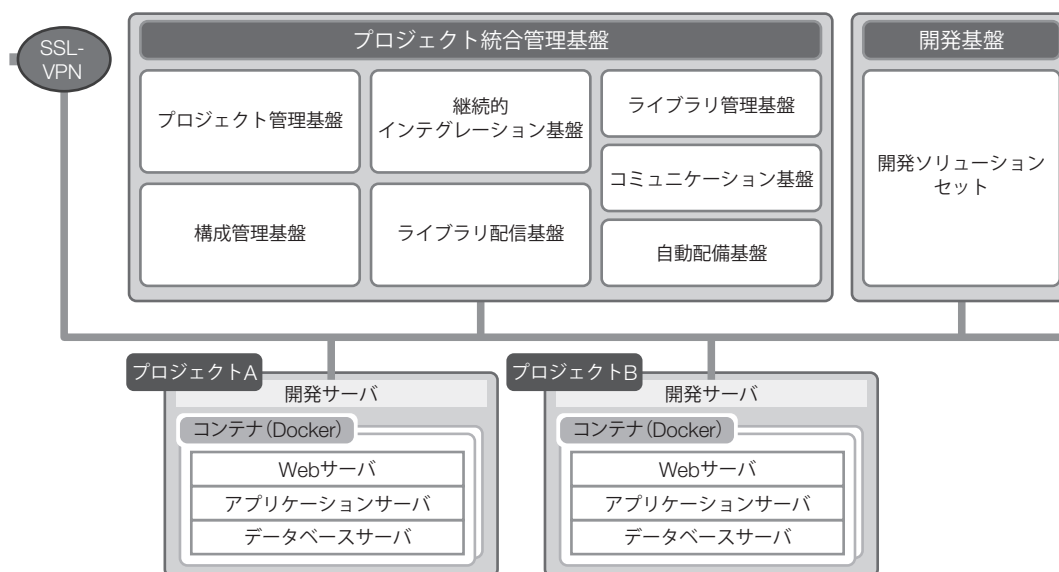 SSL-
VPN
プロジェクト統合管理基盤
プロジェクト管理基盤
継続的
インテグレーション基盤
ライブラリ管理基盤
コミュニケーション基盤
構成管理基盤
ライブラリ配信基盤
自動配備基盤
開発基盤
開発ソリューション
セット
プロジェクトA
開発サーバ
コンテナ(Docker)
Webサーバ
アプリケーションサーバ
データベースサーバ
プロジェクトB
開発サーバ
コンテナ(Docker)
Webサーバ
アプリケーションサーバ
データベースサーバ